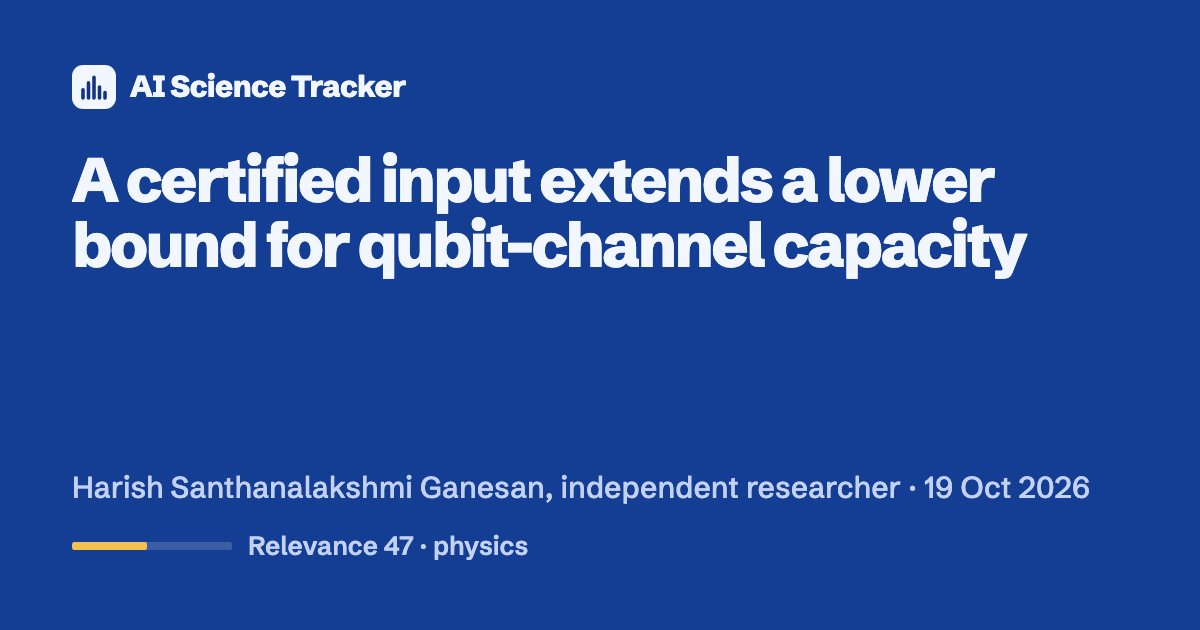 AI Science Tracker
A certified input extends a lower
bound for qubit-channel capacity
Harish Santhanalakshmi Ganesan, independent researcher · 19 Oct 2026
Relevance 47 · physics